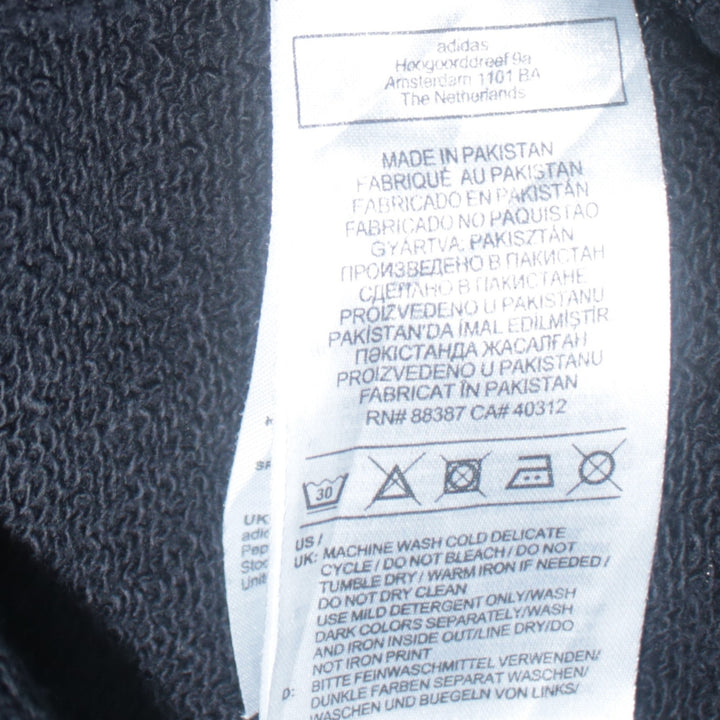 adidas
Hoogoorddreef 9a
Amsterdam 1101 BA
The Netherlands
MADE IN PAKISTAN
FABRIQUÉ AU PAKISTAN
FABRICADO EN PAKISTÁN
FABRICADO NO PAQUISTAO
GYÁRTVA: PAKISZTÁN
ПРОИЗВЕДЕНО В ПАКИСТАН
СДЕЛАНО В ПАКИСТАНЕ
PROIZVEDENO U PAKISTANU
PAKİSTAN'DA İMAL EDİLMİŞTİR
ПӘКІСТАНДА ЖАСАЛҒАН
PROIZVEDENO U PAKISTANU
FABRICAT ÎN PAKISTAN
RN# 88387 CA# 40312
30
US /
UK: MACHINE WASH COLD DELICATE
CYCLE / DO NOT BLEACH / DO NOT
TUMBLE DRY / WARM IRON IF NEEDED /
DO NOT DRY CLEAN
USE MILD DETERGENT ONLY/WASH
DARK COLORS SEPARATELY/WASH
AND IRON INSIDE OUT/LINE DRY/DO
NOT IRON PRINT
D: BITTE FEINWASCHMITTEL VERWENDEN/
DUNKLE FARBEN SEPARAT WASCHEN/
WASCHEN UND BUEGELN VON LINKS/
UK